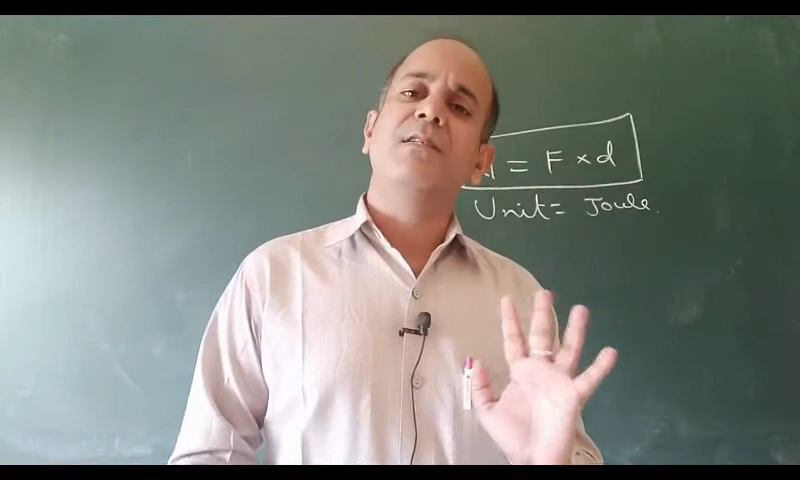 = F × d
Unit = Joule.